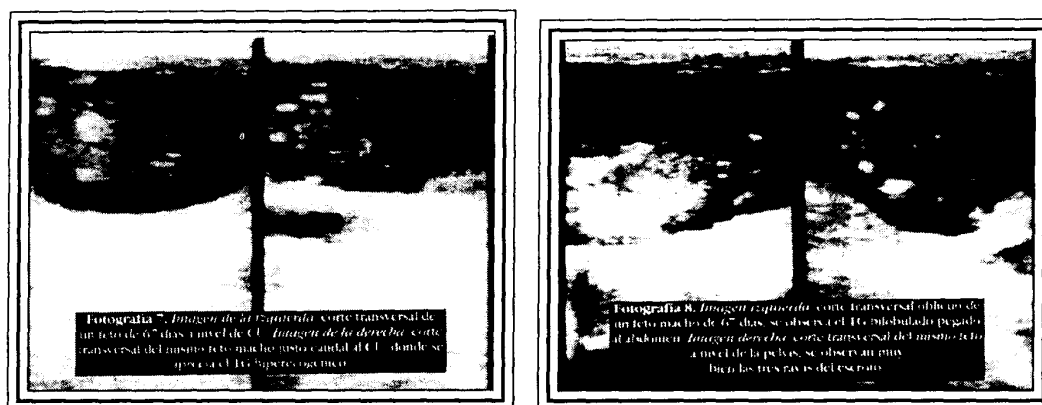 Fotografía 7. Imagen de la izquierda: corte transversal de
un feto de 67 días a nivel de CU. Imagen de la derecha: corte
transversal del mismo feto macho justo caudal al CU, donde se
aprecia el TG hiperecogénico.
Fotografía 8. Imagen izquierda: corte transversal oblicuo de
un feto macho de 67 días, se observa el TG bilobulado pegado
al abdomen. Imagen derecha: corte transversal del mismo feto
a nivel de la pelvis, se observan muy
bien las tres rayas del escroto